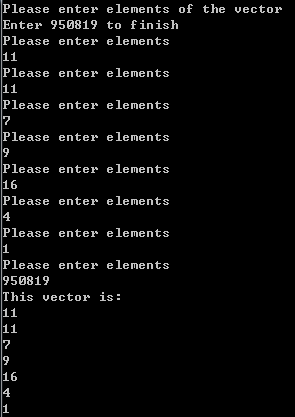 Please enter elements of the vector
Enter 950819 to finish
Please enter elements
11
Please enter elements
11
Please enter elements
7
Please enter elements
9
Please enter elements
16
Please enter elements
4
Please enter elements
1
Please enter elements
950819
This vector is:
11
11
7
9
16
4
1